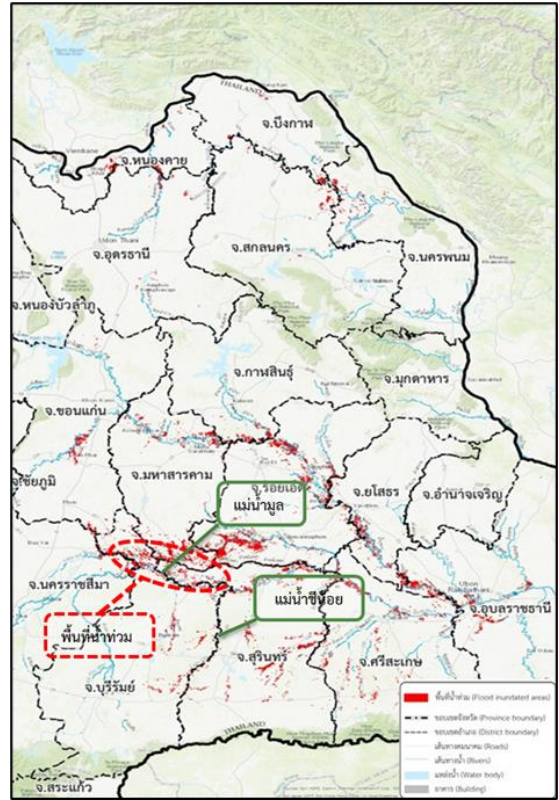 THAILAND
จ.บึงกาฬ
Vientiane
จ.หนองคาย
Udon Thani
จ.อุดรธานี
จ.สกลนคร
จ.นครพนม
จ.หนองบัวลำภู
จ.กาฬสินธุ์
จ.มุกดาหาร
จ.ขอนแก่น
จ.ชัยภูมิ
จ.มหาสารคาม
จ.ร้อยเอ็ด
จ.ยโสธร
จ.อำนาจเจริญ
แม่น้ำมูล
จ.นครราชสีมา
Ubon
Ratchathani
จ.อุบลราชธานี
แม่น้ำชีน้อย
พื้นที่น้ำท่วม
จ.สุรินทร์
จ.ศรีสะเกษ
จ.บุรีรัมย์
THAILAND
จ.สระแก้ว
พื้นที่น้ำท่วม (Flood inundated areas)
ขอบเขตจังหวัด (Province boundary)
ขอบเขตอำเภอ (District boundary)
เส้นทางคมนาคม (Roads)
เส้นทางน้ำ (Rivers)
แหล่งน้ำ (Water body)
อาคาร (Building)